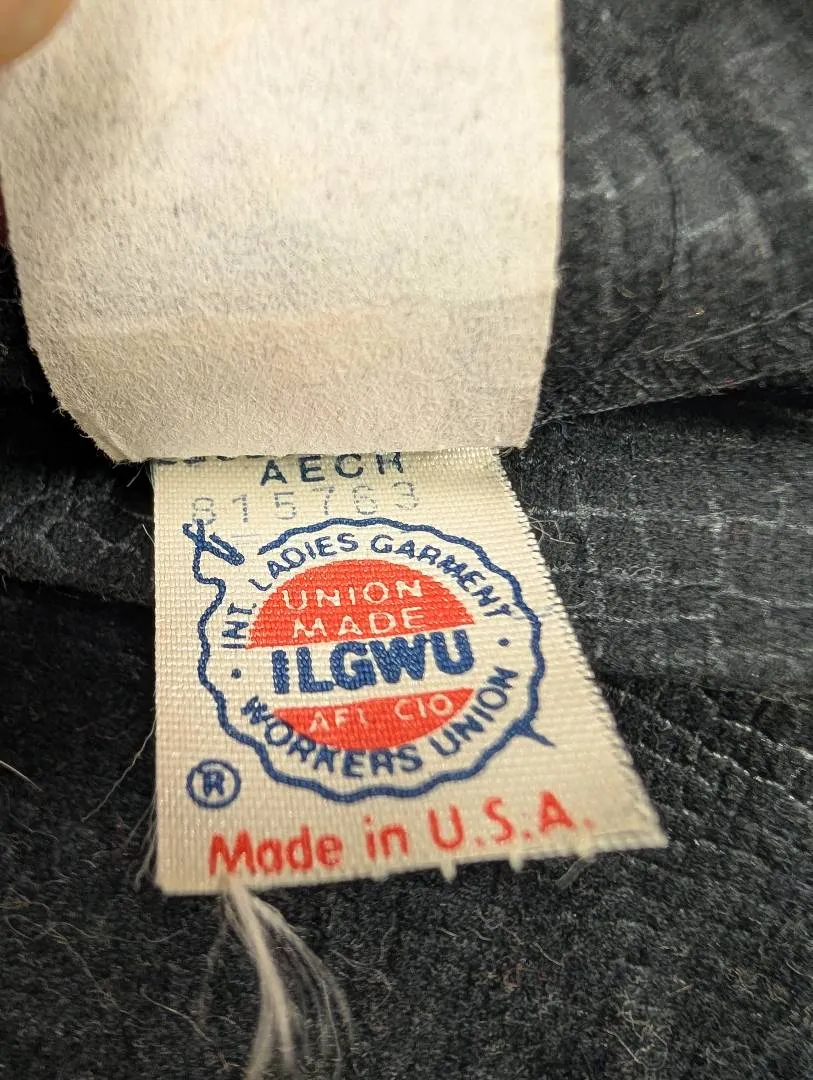 AECH
815763
INT. LADIES GARMENT
UNION
MADE
ILGWU
AFL CIO
WORKERS UNION
®
Made in U.S.A.